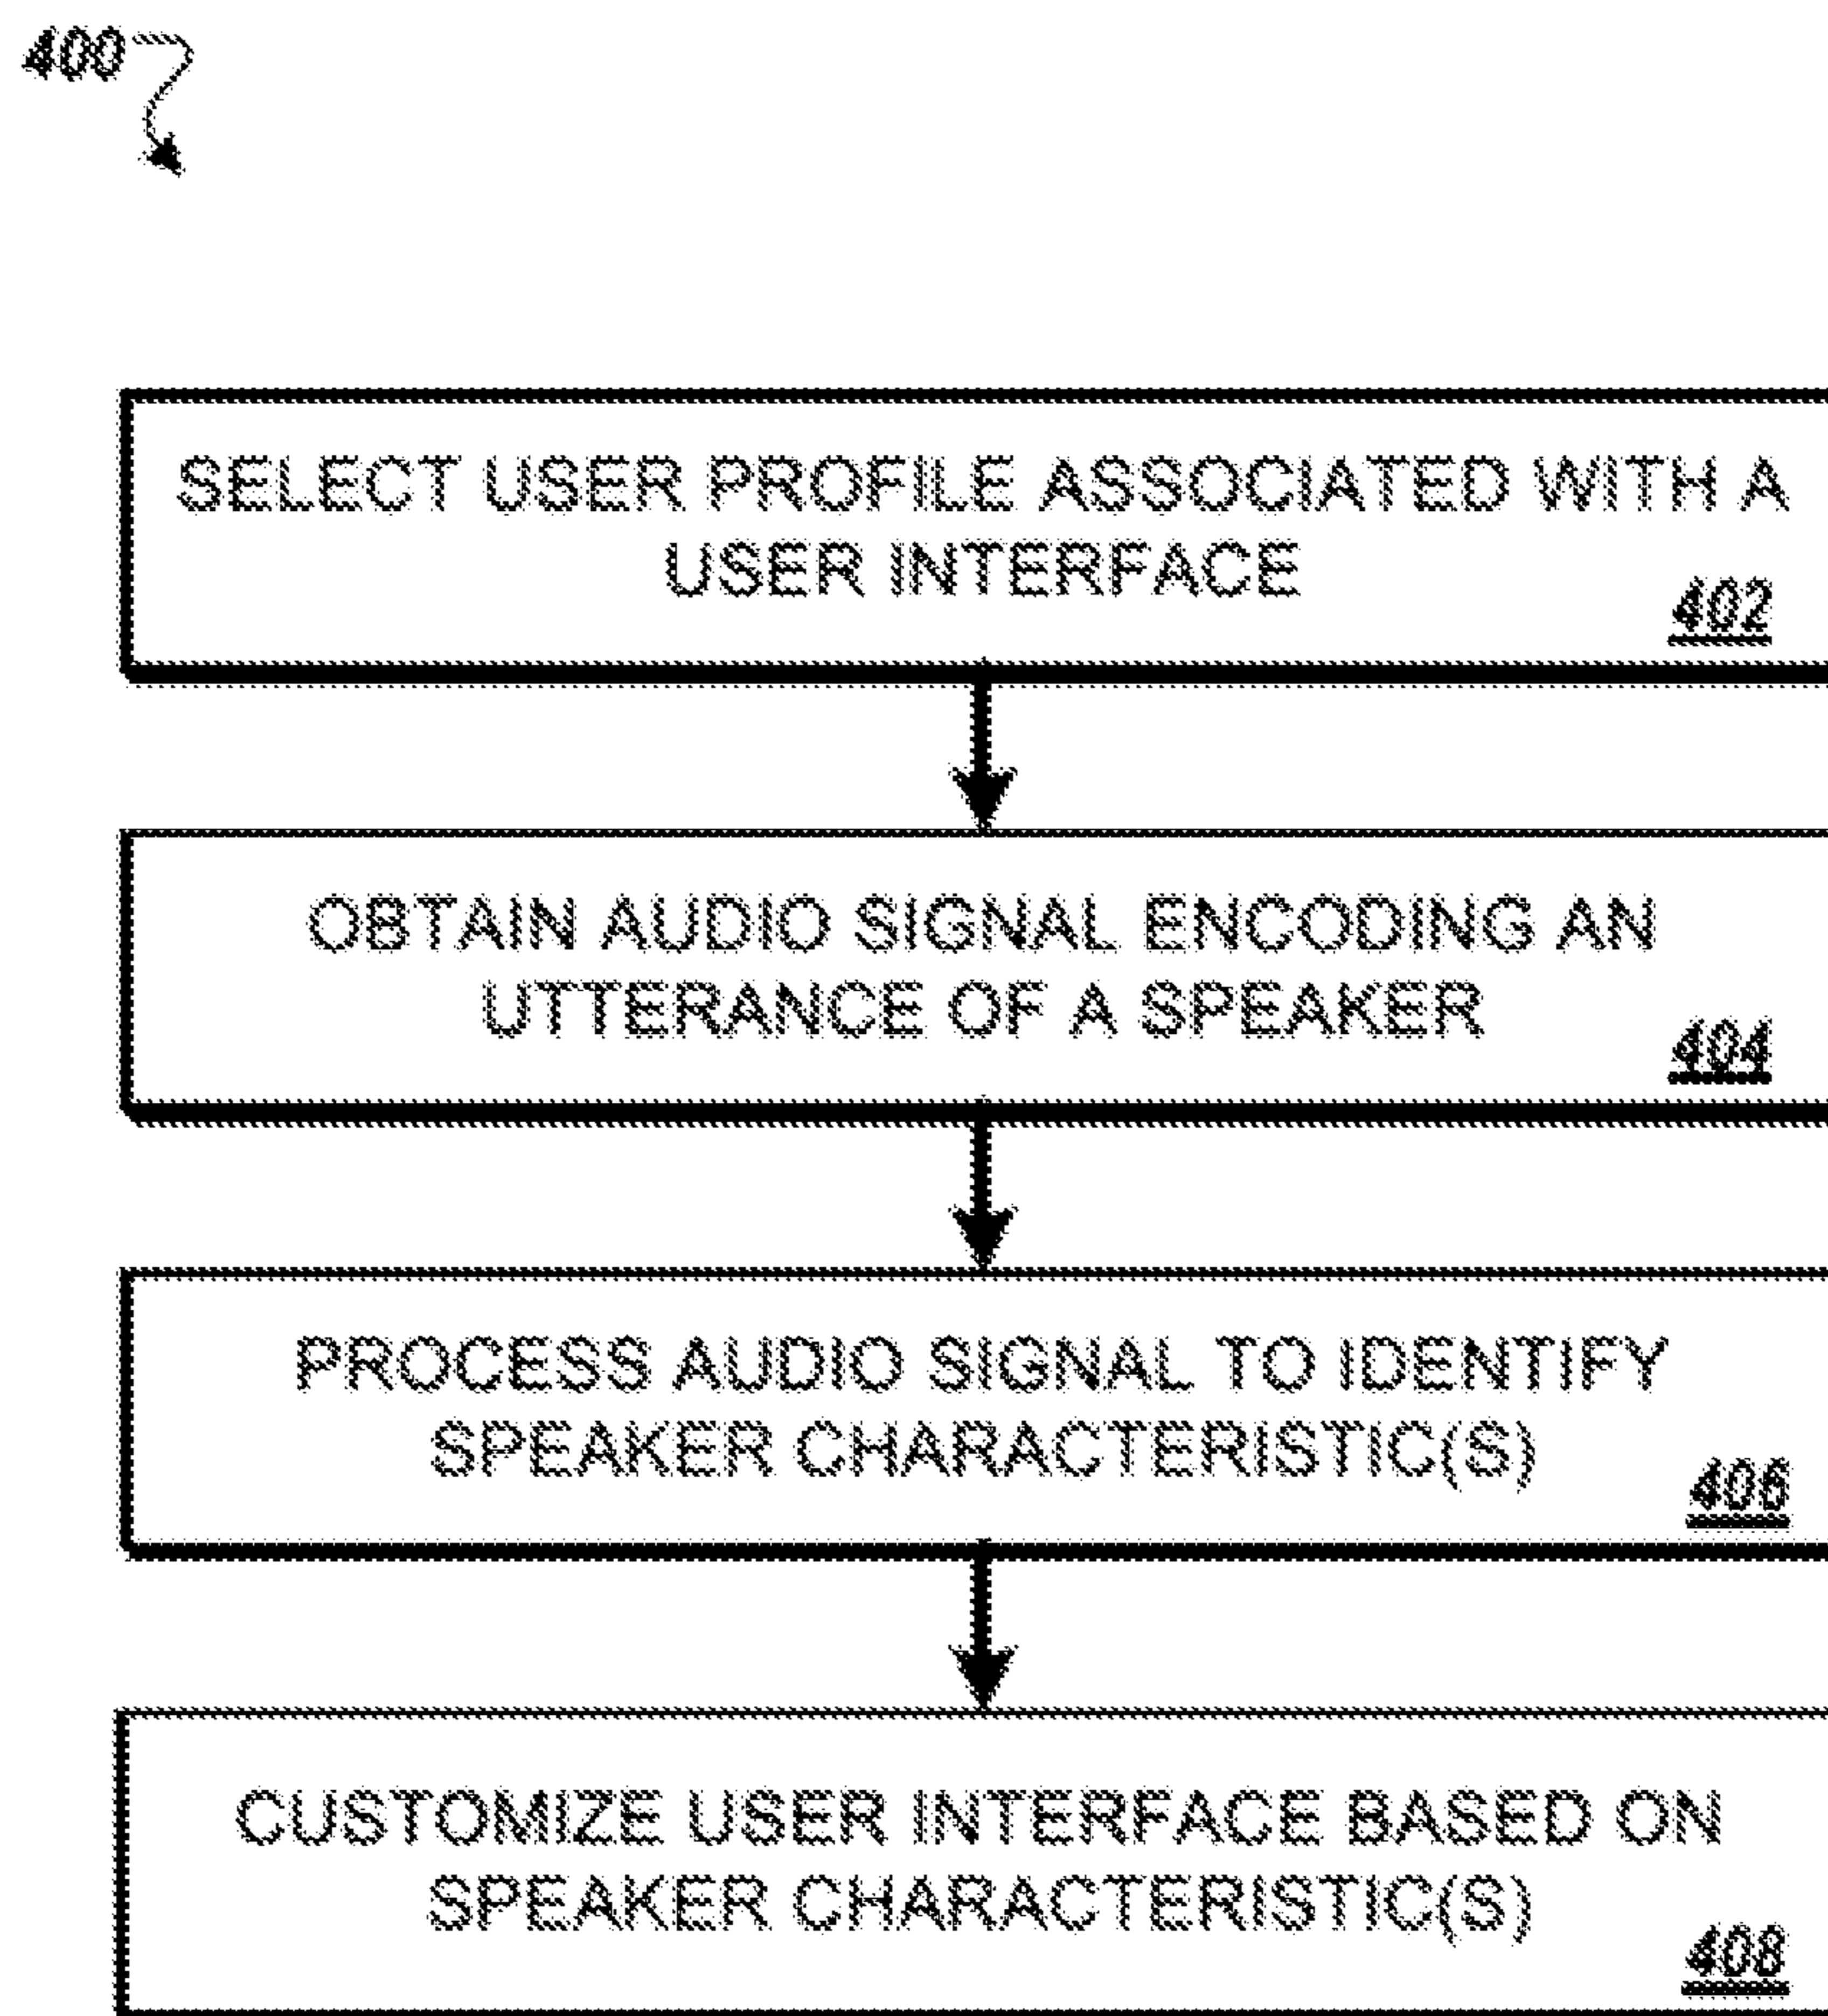 400
SELECT USER PROFILE ASSOCIATED WITH A
USER INTERFACE
402
OBTAIN AUDIO SIGNAL ENCODING AN
UTTERANCE OF A SPEAKER
404
PROCESS AUDIO SIGNAL TO IDENTIFY
SPEAKER CHARACTERISTIC(S)
406
CUSTOMIZE USER INTERFACE BASED ON
SPEAKER CHARACTERISTIC(S)
408